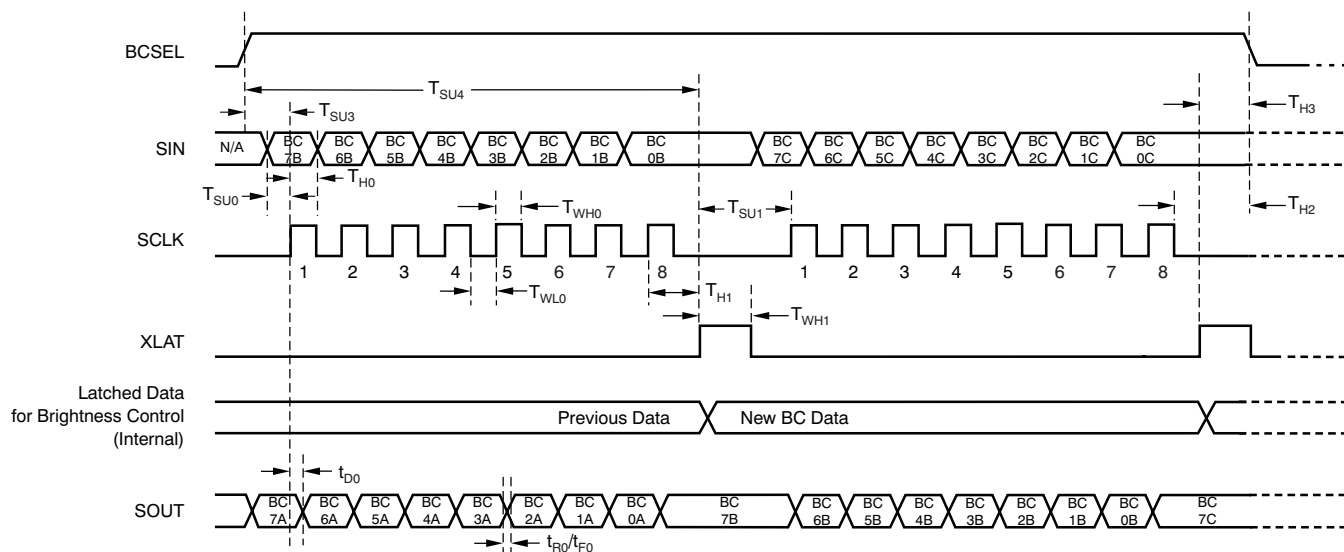 BCSEL
T_SU4
T_SU3
T_H3
SIN
N/A
BC 7B
BC 6B
BC 5B
BC 4B
BC 3B
BC 2B
BC 1B
BC 0B
BC 7C
BC 6C
BC 5C
BC 4C
BC 3C
BC 2C
BC 1C
BC 0C
T_H0
T_SU0
T_WH0
T_SU1
T_H2
SCLK
1 2 3 4 5 6 7 8 1 2 3 4 5 6 7 8
T_WL0
T_H1
T_WH1
XLAT
Latched Data
for Brightness Control
(Internal)
Previous Data
New BC Data
t_D0
SOUT
BC 7A
BC 6A
BC 5A
BC 4A
BC 3A
BC 2A
BC 1A
BC 0A
BC 7B
BC 6B
BC 5B
BC 4B
BC 3B
BC 2B
BC 1B
BC 0B
BC 7C
t_R0/t_F0